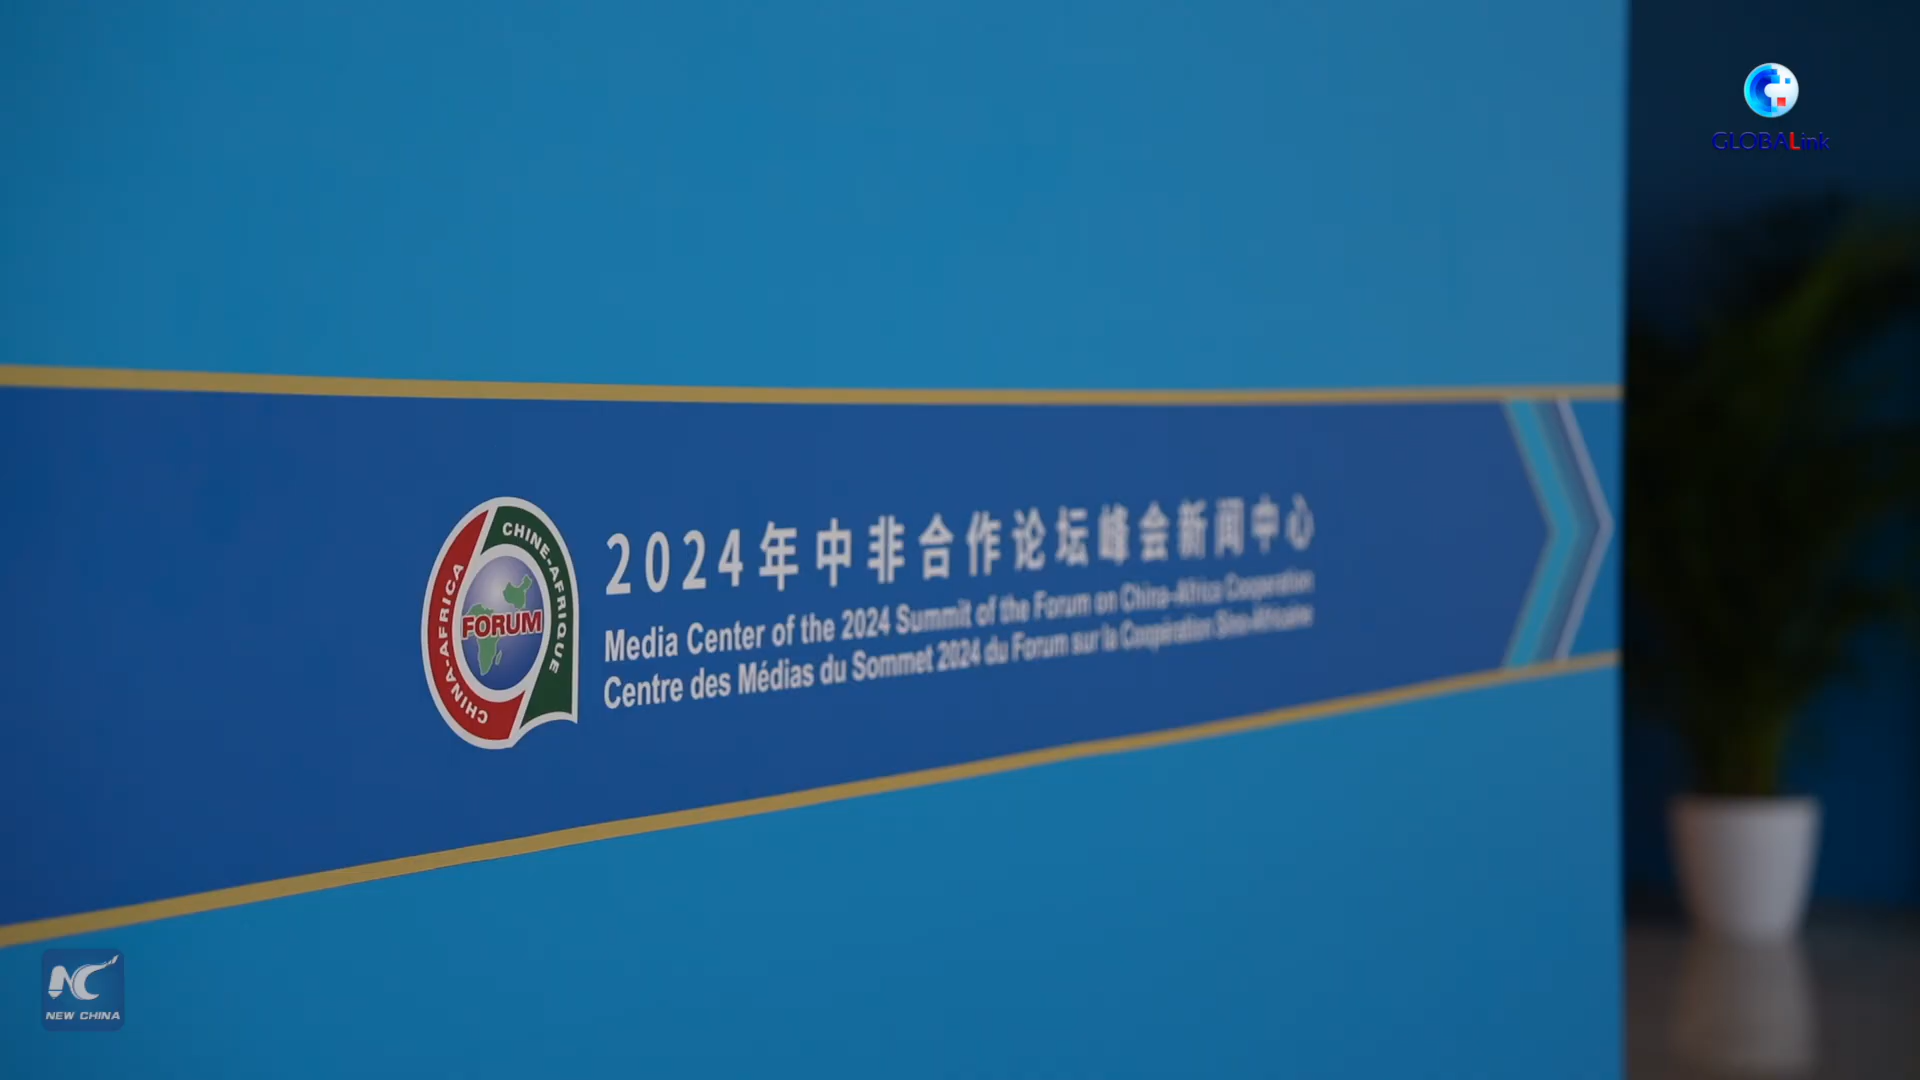 GLOBALink
CHINE-AFRIQUE
CHINA-AFRICA
FORUM
2024年中非合作论坛峰会新闻中心
Media Center of the 2024 Summit of the Forum on China-Africa Cooperation
Centre des Médias du Sommet 2024 du Forum sur la Coopération Sino-Africaine
NC
NEW CHINA